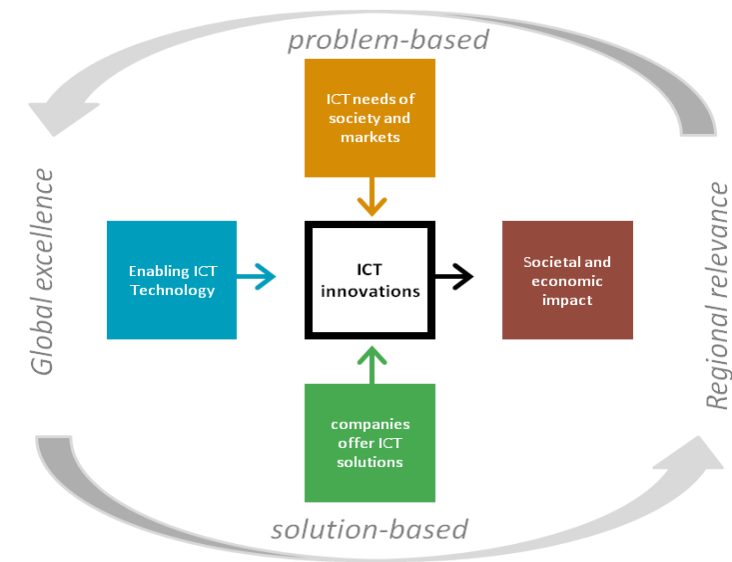 problem-based
ICT needs of
society and
markets
Global excellence
Enabling ICT
Technology
ICT
innovations
Societal and
economic
impact
Regional relevance
companies
offer ICT
solutions
solution-based